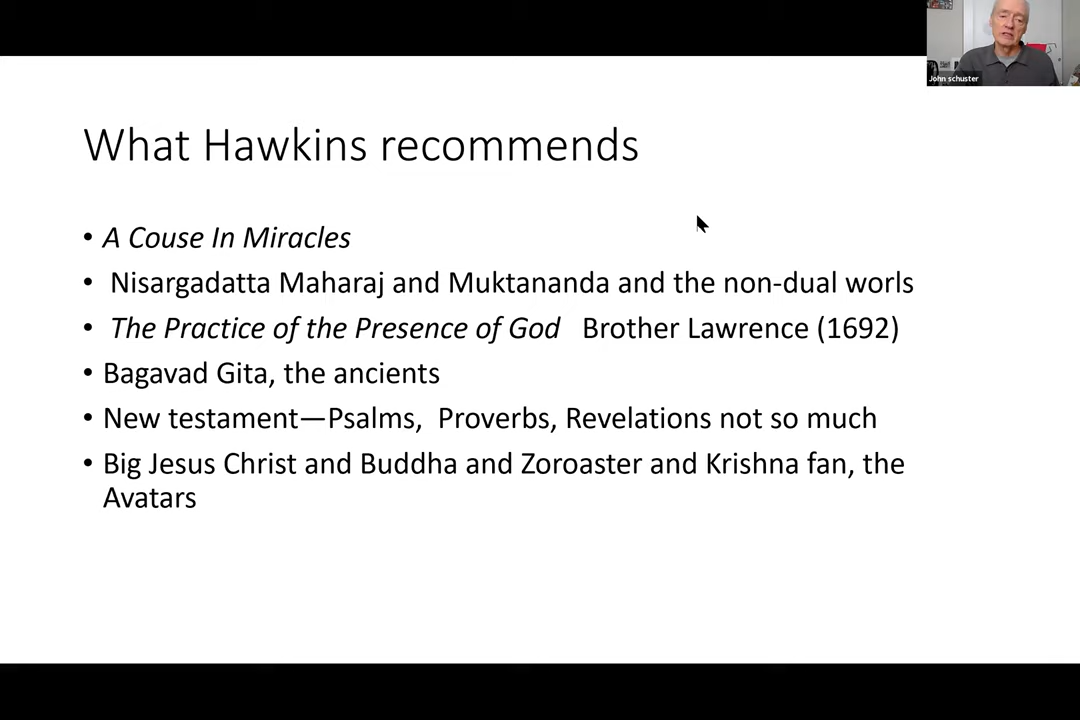 John schuster
What Hawkins recommends
• A Couse In Miracles
• Nisargadatta Maharaj and Muktananda and the non-dual worls
• The Practice of the Presence of God Brother Lawrence (1692)
• Bagavad Gita, the ancients
• New testament—Psalms, Proverbs, Revelations not so much
• Big Jesus Christ and Buddha and Zoroaster and Krishna fan, the
Avatars